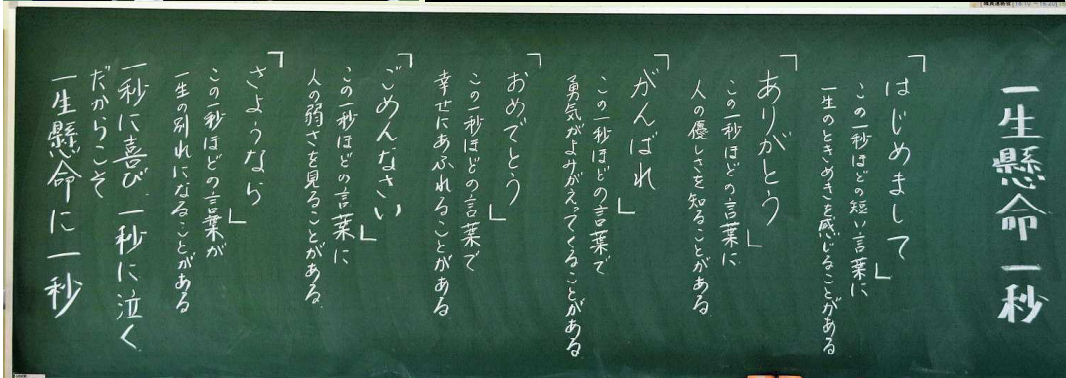 一生懸命 一秒
「はじめまして」
この一秒ほどの短い言葉に
一生のときめきを感じることがある
「ありがとう」
この一秒ほどの言葉に
人の優しさを知ることがある
「がんばれ」
この一秒ほどの言葉で
勇気がよみがえってくることがある
「おめでとう」
この一秒ほどの言葉で
幸せにあふれることがある
「ごめんなさい」
この一秒ほどの言葉に
人の弱さを見ることがある
「さようなら」
この一秒ほどの言葉が
一生の別れになることがある
一秒に喜び、一秒に泣く
だからこそ
一生懸命に一秒